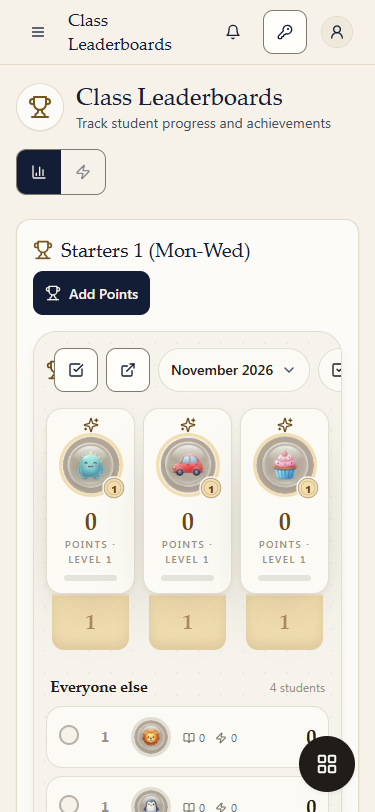 Class
Leaderboards
Class Leaderboards
Track student progress and achievements
Starters 1 (Mon-Wed)
Add Points
November 2026
1 1 1
0 0 0
POINTS · POINTS · POINTS ·
LEVEL 1 LEVEL 1 LEVEL 1
1 1 1
Everyone else 4 students
1 0 0 0
1 0 0